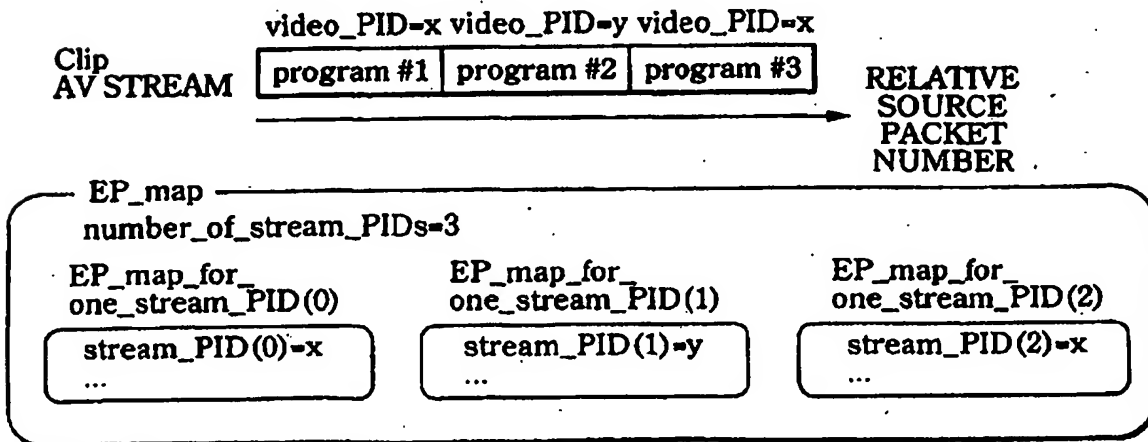 video_PID=x video_PID=y video_PID=x
Clip
AV STREAM
program #1 program #2 program #3
RELATIVE
SOURCE
PACKET
NUMBER
EP_map
number_of_stream_PIDs=3
EP_map_for_
one_stream_PID(0)
EP_map_for_
one_stream_PID(1)
EP_map_for_
one_stream_PID(2)
stream_PID(0)=x
...
stream_PID(1)=y
...
stream_PID(2)=x
...